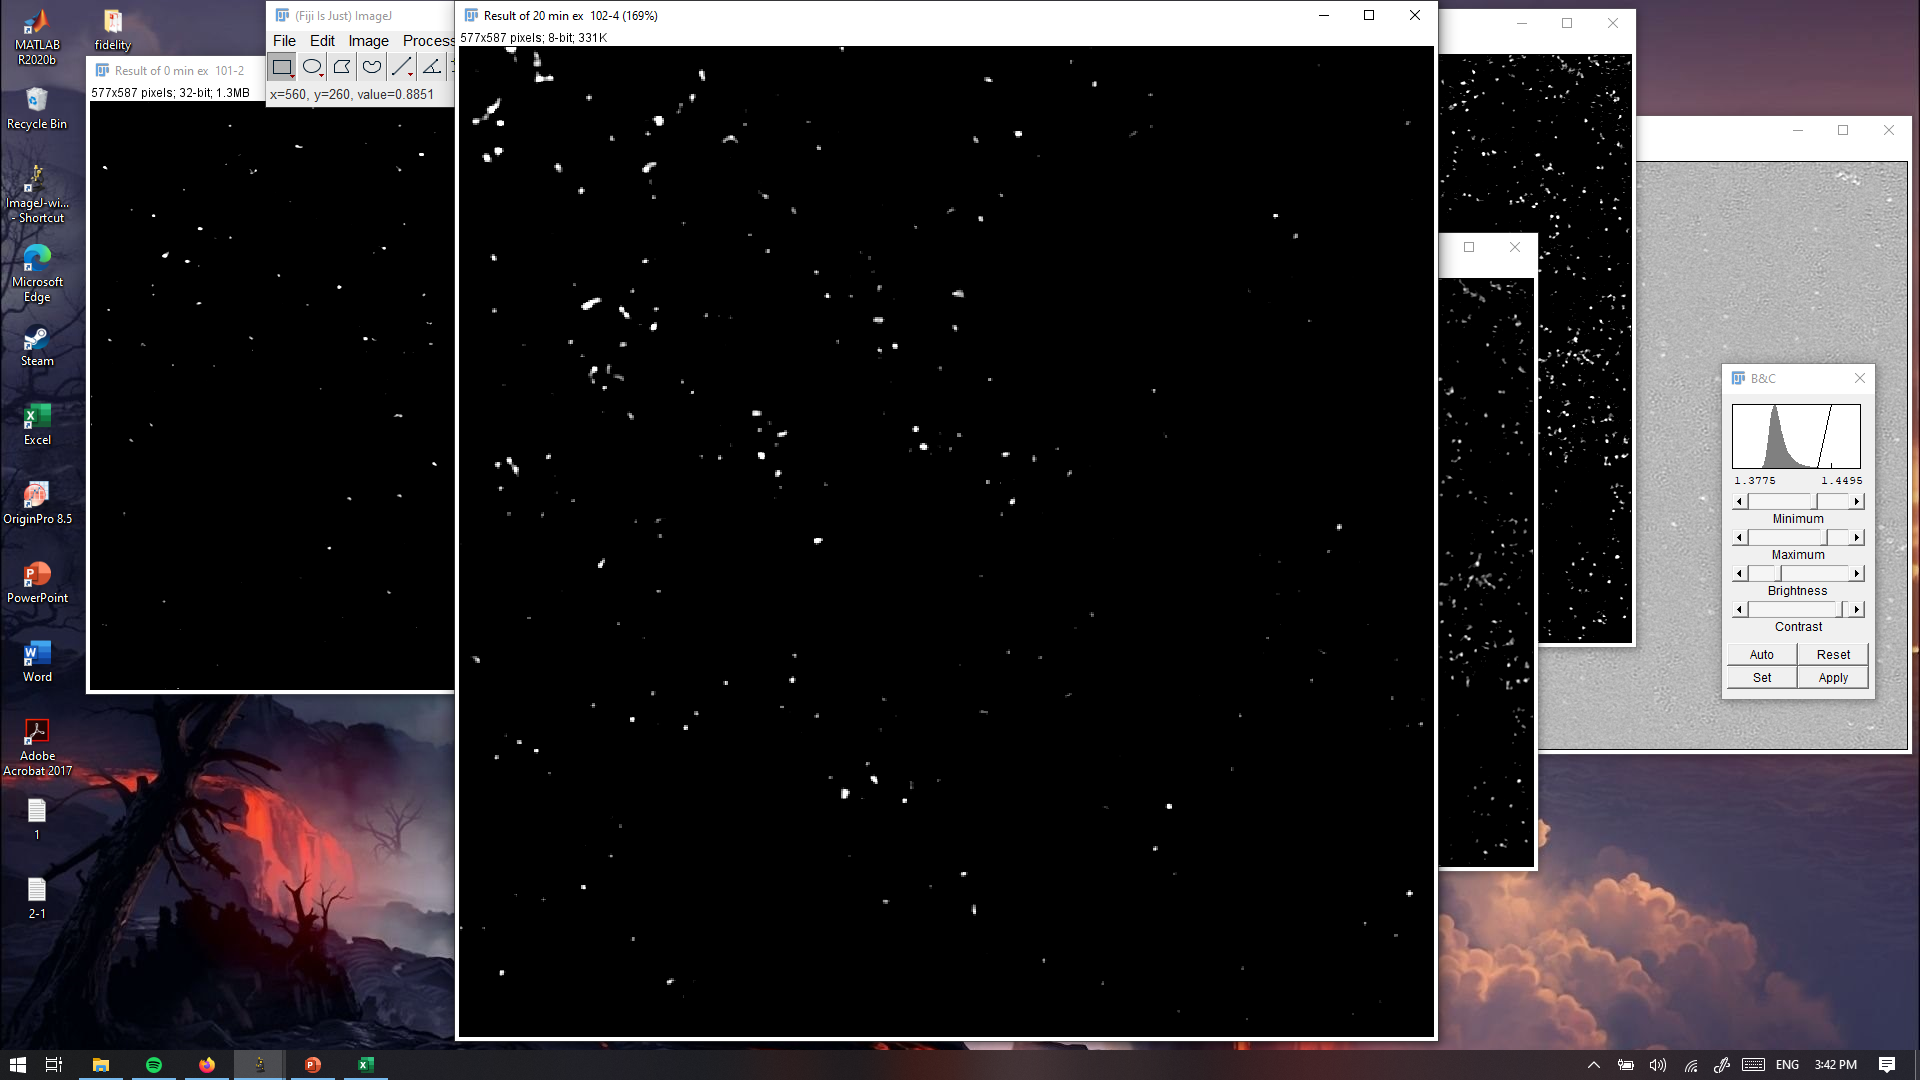 MATLAB
R2020b
fidelity
Recycle Bin
ImageJ-wi...
- Shortcut
Microsoft
Edge
Steam
Excel
OriginPro 8.5
PowerPoint
Word
Adobe
Acrobat 2017
1
2-1
Result of 0 min ex 101-2
577x587 pixels; 32-bit; 1.3MB
(Fiji Is Just) ImageJ
File Edit Image Process
x=560, y=260, value=0.8851
Result of 20 min ex 102-4 (169%)
577x587 pixels; 8-bit; 331K
B&C
1.3775 1.4495
Minimum
Maximum
Brightness
Contrast
Auto Reset
Set Apply
ENG 3:42 PM